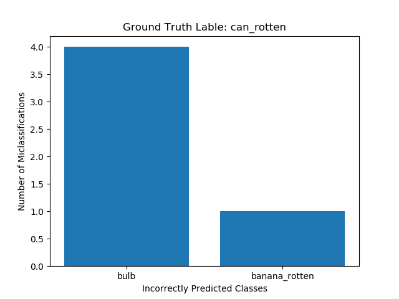 Ground Truth Lable: can_rotten
4.0
3.5
3.0
2.5
2.0
1.5
1.0
0.5
0.0
Number of Miclassifications
bulb banana_rotten
Incorrectly Predicted Classes